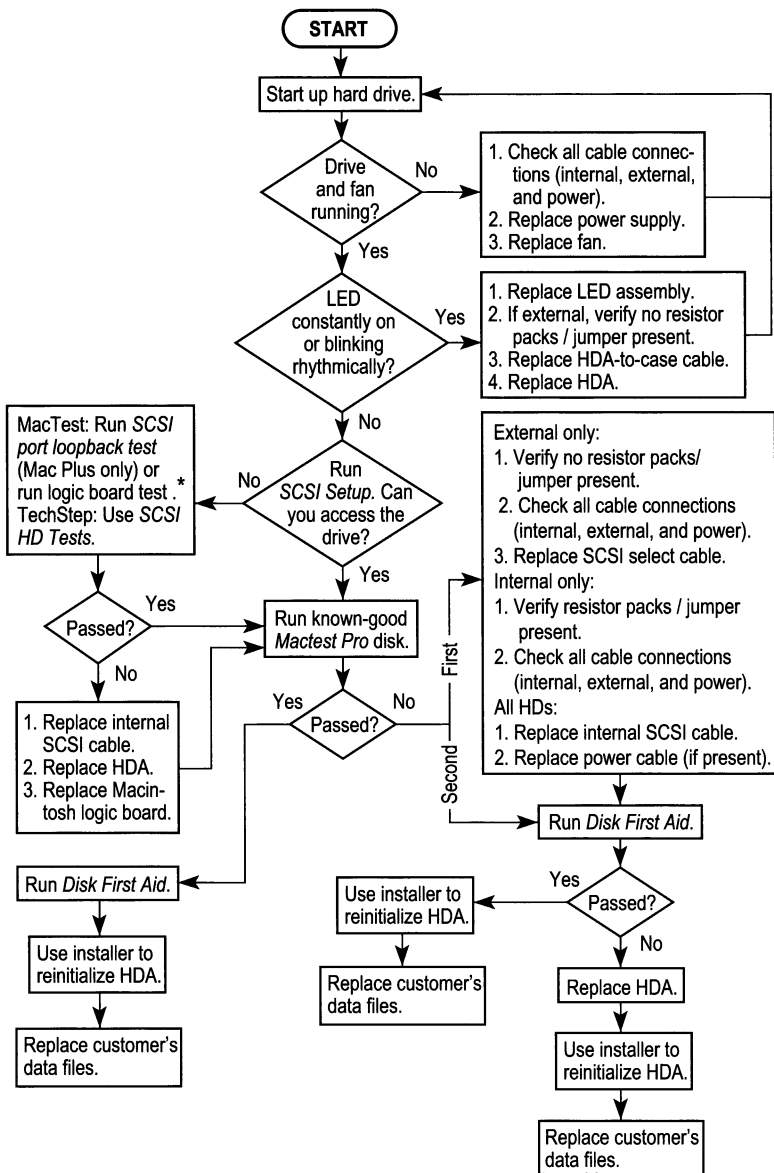 START
Start up hard drive.
Drive
and fan
running?
No
1. Check all cable connec-
tions (internal, external,
and power).
2. Replace power supply.
3. Replace fan.
Yes
LED
constantly on
or blinking
rhythmically?
Yes
1. Replace LED assembly.
2. If external, verify no resistor
packs / jumper present.
3. Replace HDA-to-case cable.
4. Replace HDA.
No
Run
SCSI Setup. Can
you access the
drive?
No
MacTest: Run SCSI
port loopback test
(Mac Plus only) or
run logic board test .*
TechStep: Use SCSI
HD Tests.
Passed?
Yes
No
1. Replace internal
SCSI cable.
2. Replace HDA.
3. Replace Macin-
tosh logic board.
Yes
Run known-good
Mactest Pro disk.
Passed?
Yes
No
First
Second
External only:
1. Verify no resistor packs/
jumper present.
2. Check all cable connections
(internal, external, and power).
3. Replace SCSI select cable.
Internal only:
1. Verify resistor packs / jumper
present.
2. Check all cable connections
(internal, external, and power).
All HDs:
1. Replace internal SCSI cable.
2. Replace power cable (if present).
Run Disk First Aid.
Use installer to
reinitialize HDA.
Replace customer's
data files.
Run Disk First Aid.
Passed?
Yes
Use installer to
reinitialize HDA.
Replace customer's
data files.
No
Replace HDA.
Use installer to
reinitialize HDA.
Replace customer's
data files.